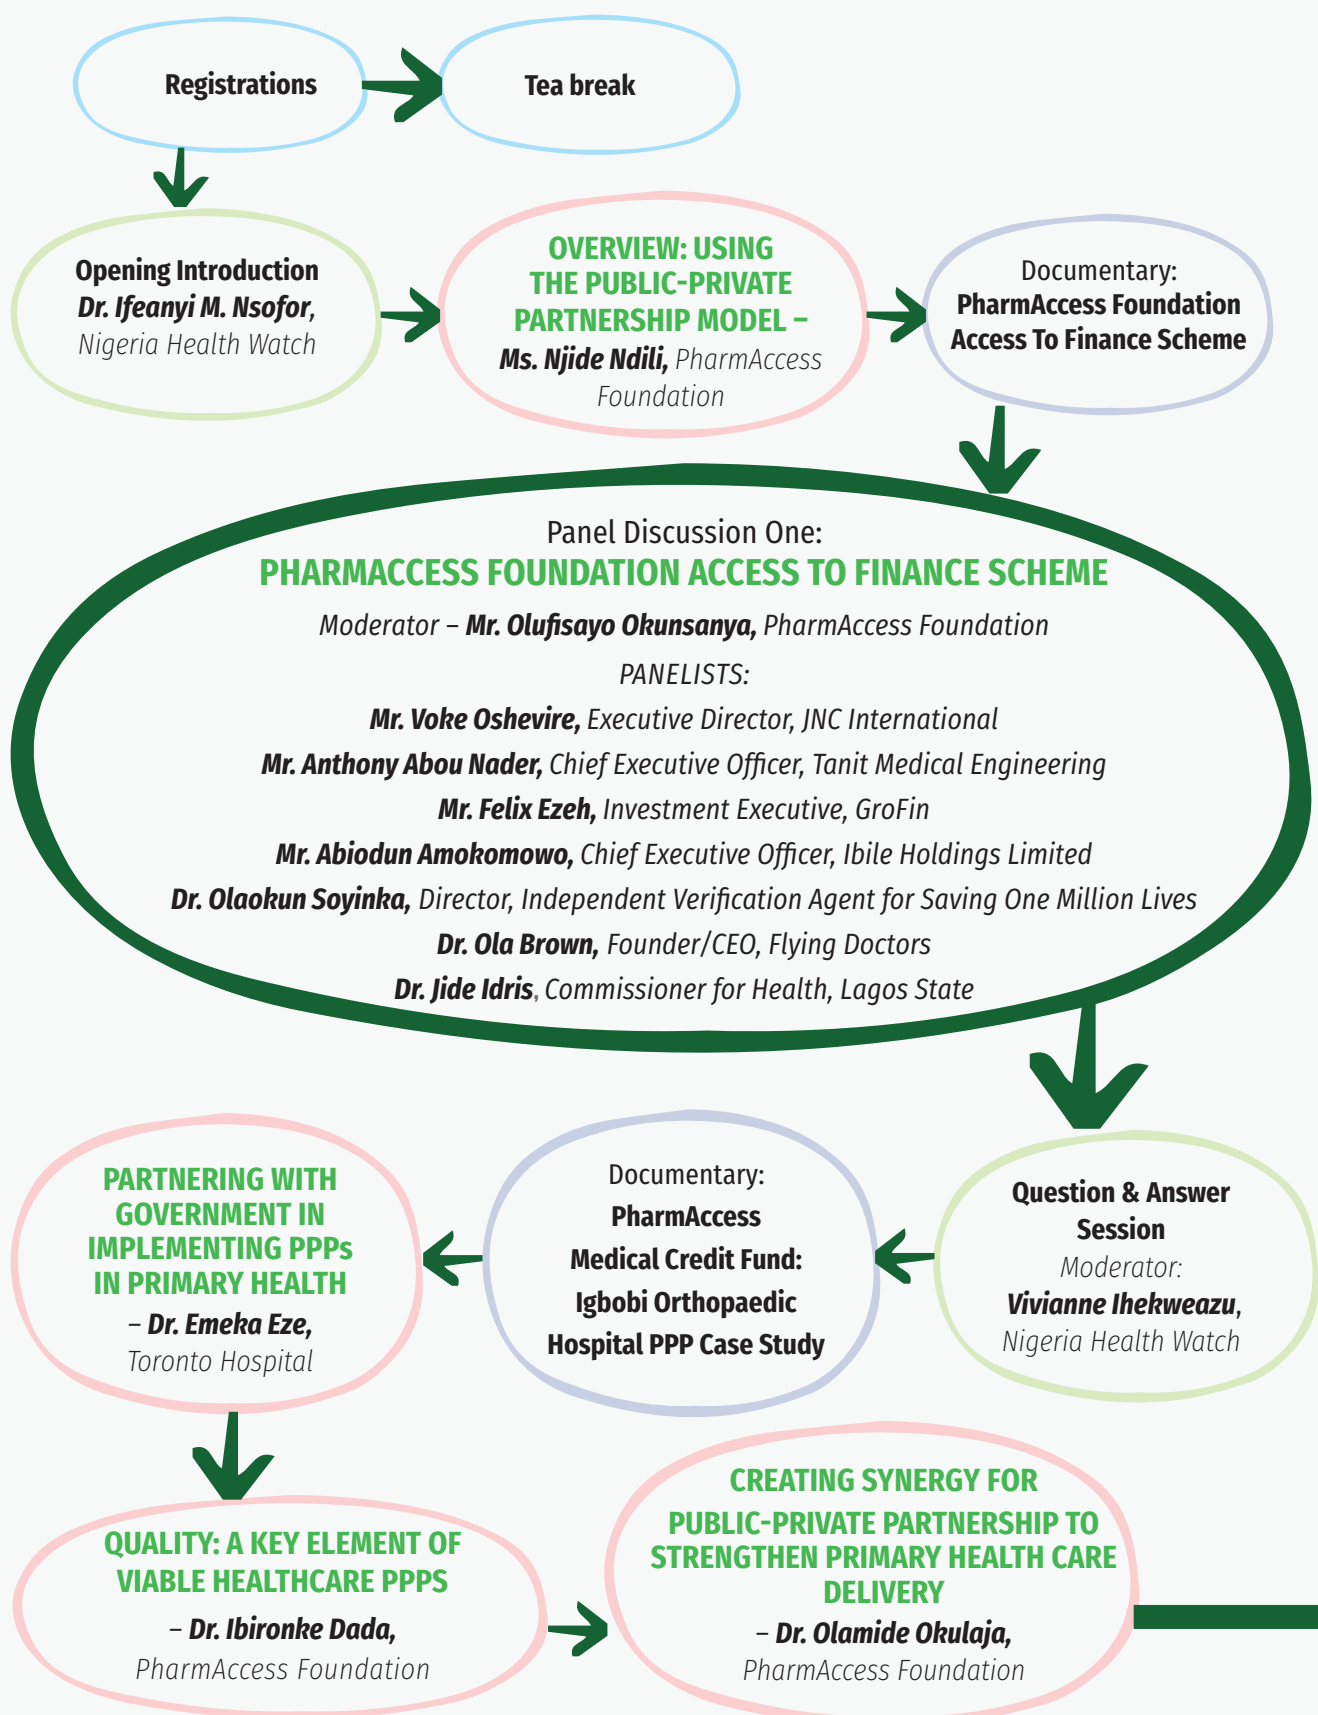 Registrations
Tea break
Opening Introduction
Dr. Ifeanyi M. Nsofor,
Nigeria Health Watch
OVERVIEW: USING
THE PUBLIC-PRIVATE
PARTNERSHIP MODEL –
Ms. Njide Ndili, PharmAccess
Foundation
Documentary:
PharmAccess Foundation
Access To Finance Scheme
Panel Discussion One:
PHARMACCESS FOUNDATION ACCESS TO FINANCE SCHEME
Moderator – Mr. Olufisayo Okunsanya, PharmAccess Foundation
PANELISTS:
Mr. Voke Oshevire, Executive Director, JNC International
Mr. Anthony Abou Nader, Chief Executive Officer, Tanit Medical Engineering
Mr. Felix Ezeh, Investment Executive, GroFin
Mr. Abiodun Amokomowo, Chief Executive Officer, Ibile Holdings Limited
Dr. Olaokun Soyinka, Director, Independent Verification Agent for Saving One Million Lives
Dr. Ola Brown, Founder/CEO, Flying Doctors
Dr. Jide Idris, Commissioner for Health, Lagos State
Question & Answer
Session
Moderator:
Vivianne Ihekweazu,
Nigeria Health Watch
Documentary:
PharmAccess
Medical Credit Fund:
Igbobi Orthopaedic
Hospital PPP Case Study
PARTNERING WITH
GOVERNMENT IN
IMPLEMENTING PPPs
IN PRIMARY HEALTH
– Dr. Emeka Eze,
Toronto Hospital
QUALITY: A KEY ELEMENT OF
VIABLE HEALTHCARE PPPS
– Dr. Ibironke Dada,
PharmAccess Foundation
CREATING SYNERGY FOR
PUBLIC-PRIVATE PARTNERSHIP TO
STRENGTHEN PRIMARY HEALTH CARE
DELIVERY
– Dr. Olamide Okulaja,
PharmAccess Foundation